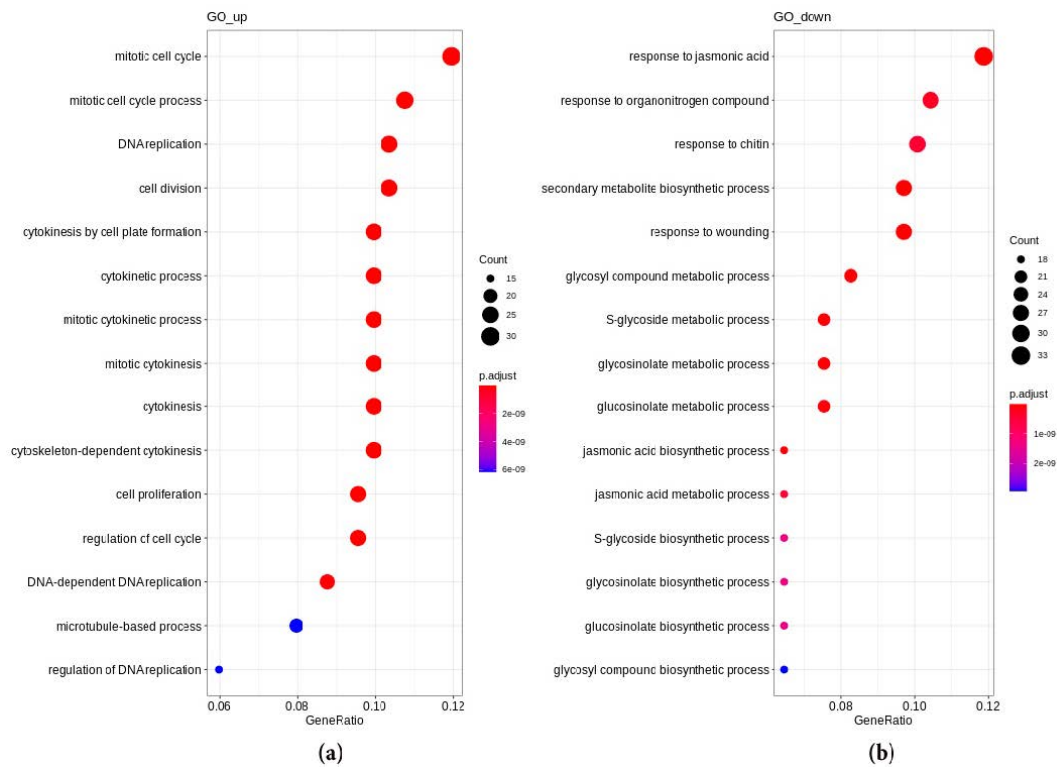 GO_up
mitotic cell cycle
mitotic cell cycle process
DNA replication
cell division
cytokinesis by cell plate formation
cytokinetic process
mitotic cytokinetic process
mitotic cytokinesis
cytokinesis
cytoskeleton-dependent cytokinesis
cell proliferation
regulation of cell cycle
DNA-dependent DNA replication
microtubule-based process
regulation of DNA replication
0.06 0.08 0.10 0.12
GeneRatio
Count
15
20
25
30
p.adjust
2e-09
4e-09
6e-09
(a)
GO_down
response to jasmonic acid
response to organonitrogen compound
response to chitin
secondary metabolite biosynthetic process
response to wounding
glycosyl compound metabolic process
S-glycoside metabolic process
glycosinolate metabolic process
glucosinolate metabolic process
jasmonic acid biosynthetic process
jasmonic acid metabolic process
S-glycoside biosynthetic process
glycosinolate biosynthetic process
glucosinolate biosynthetic process
glycosyl compound biosynthetic process
0.08 0.10 0.12
GeneRatio
Count
18
21
24
27
30
33
p.adjust
1e-09
2e-09
(b)